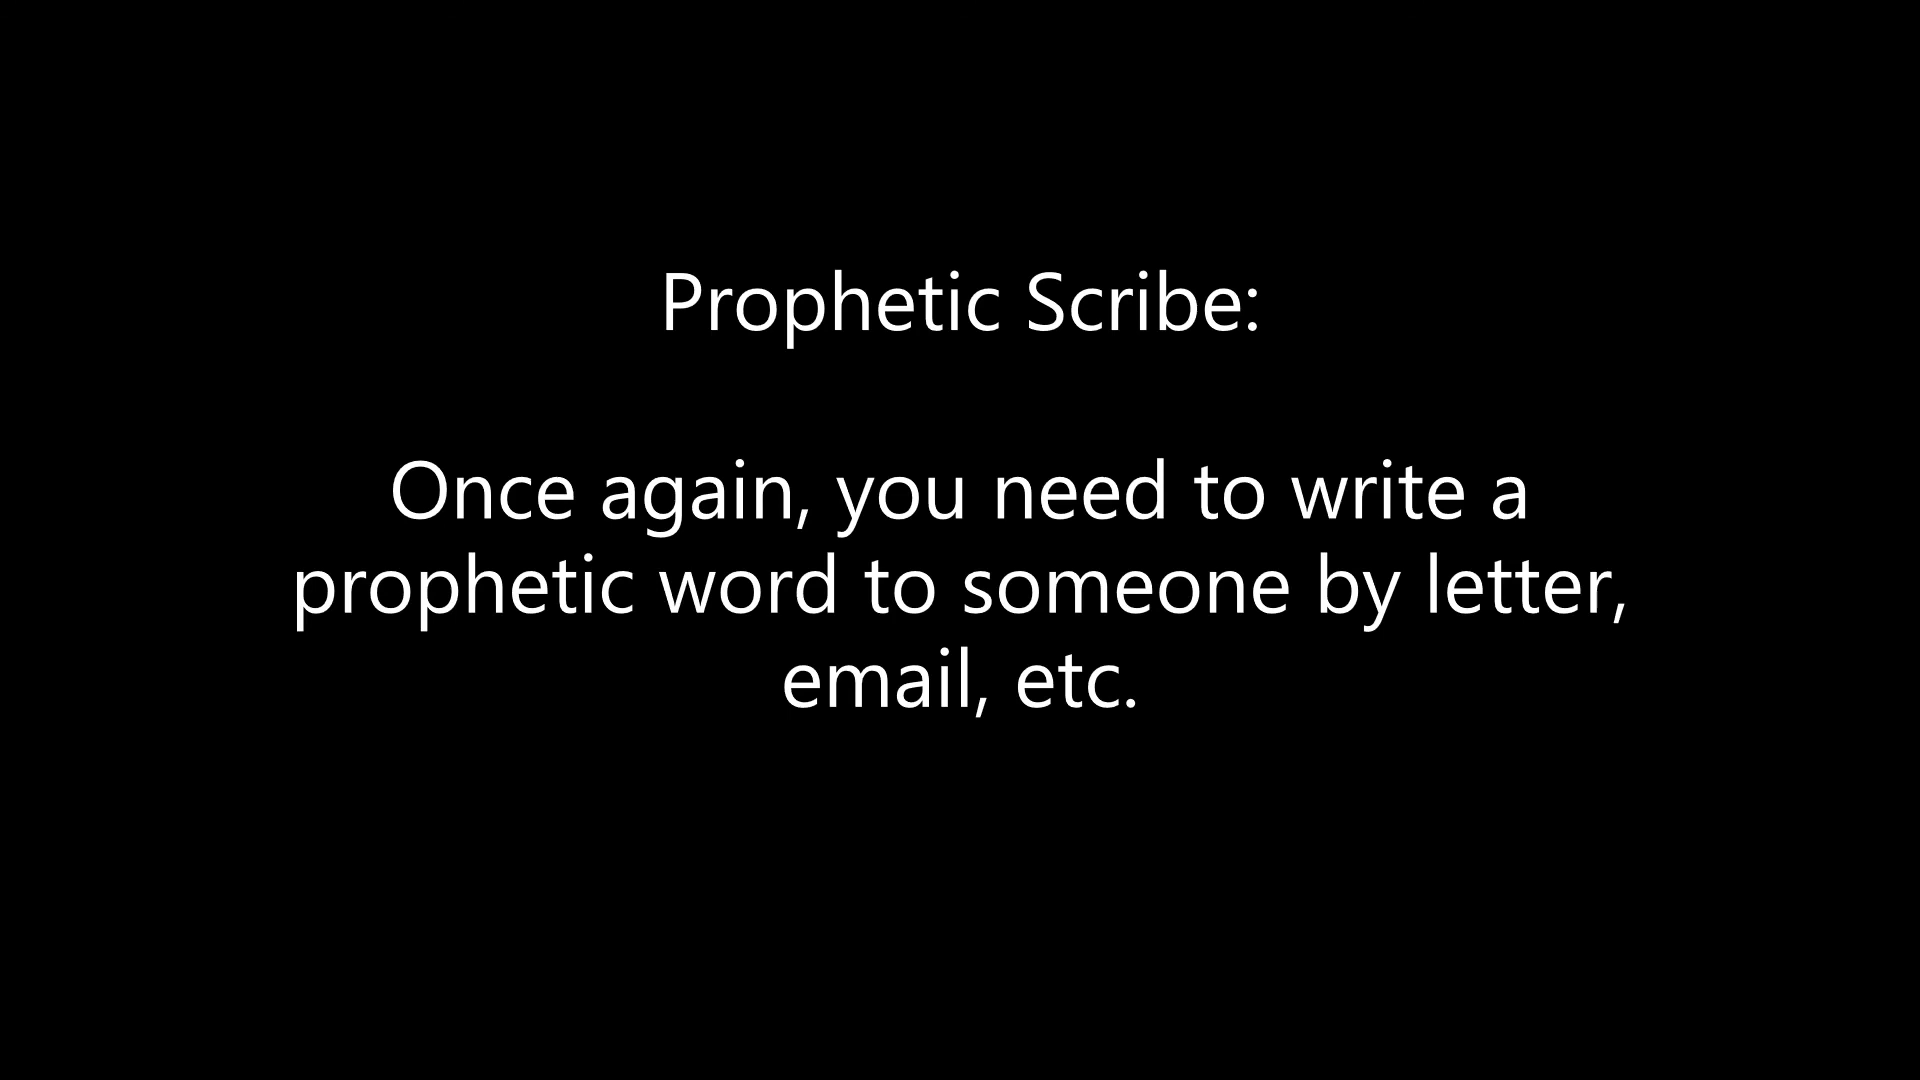 Prophetic Scribe:
Once again, you need to write a
prophetic word to someone by letter,
email, etc.